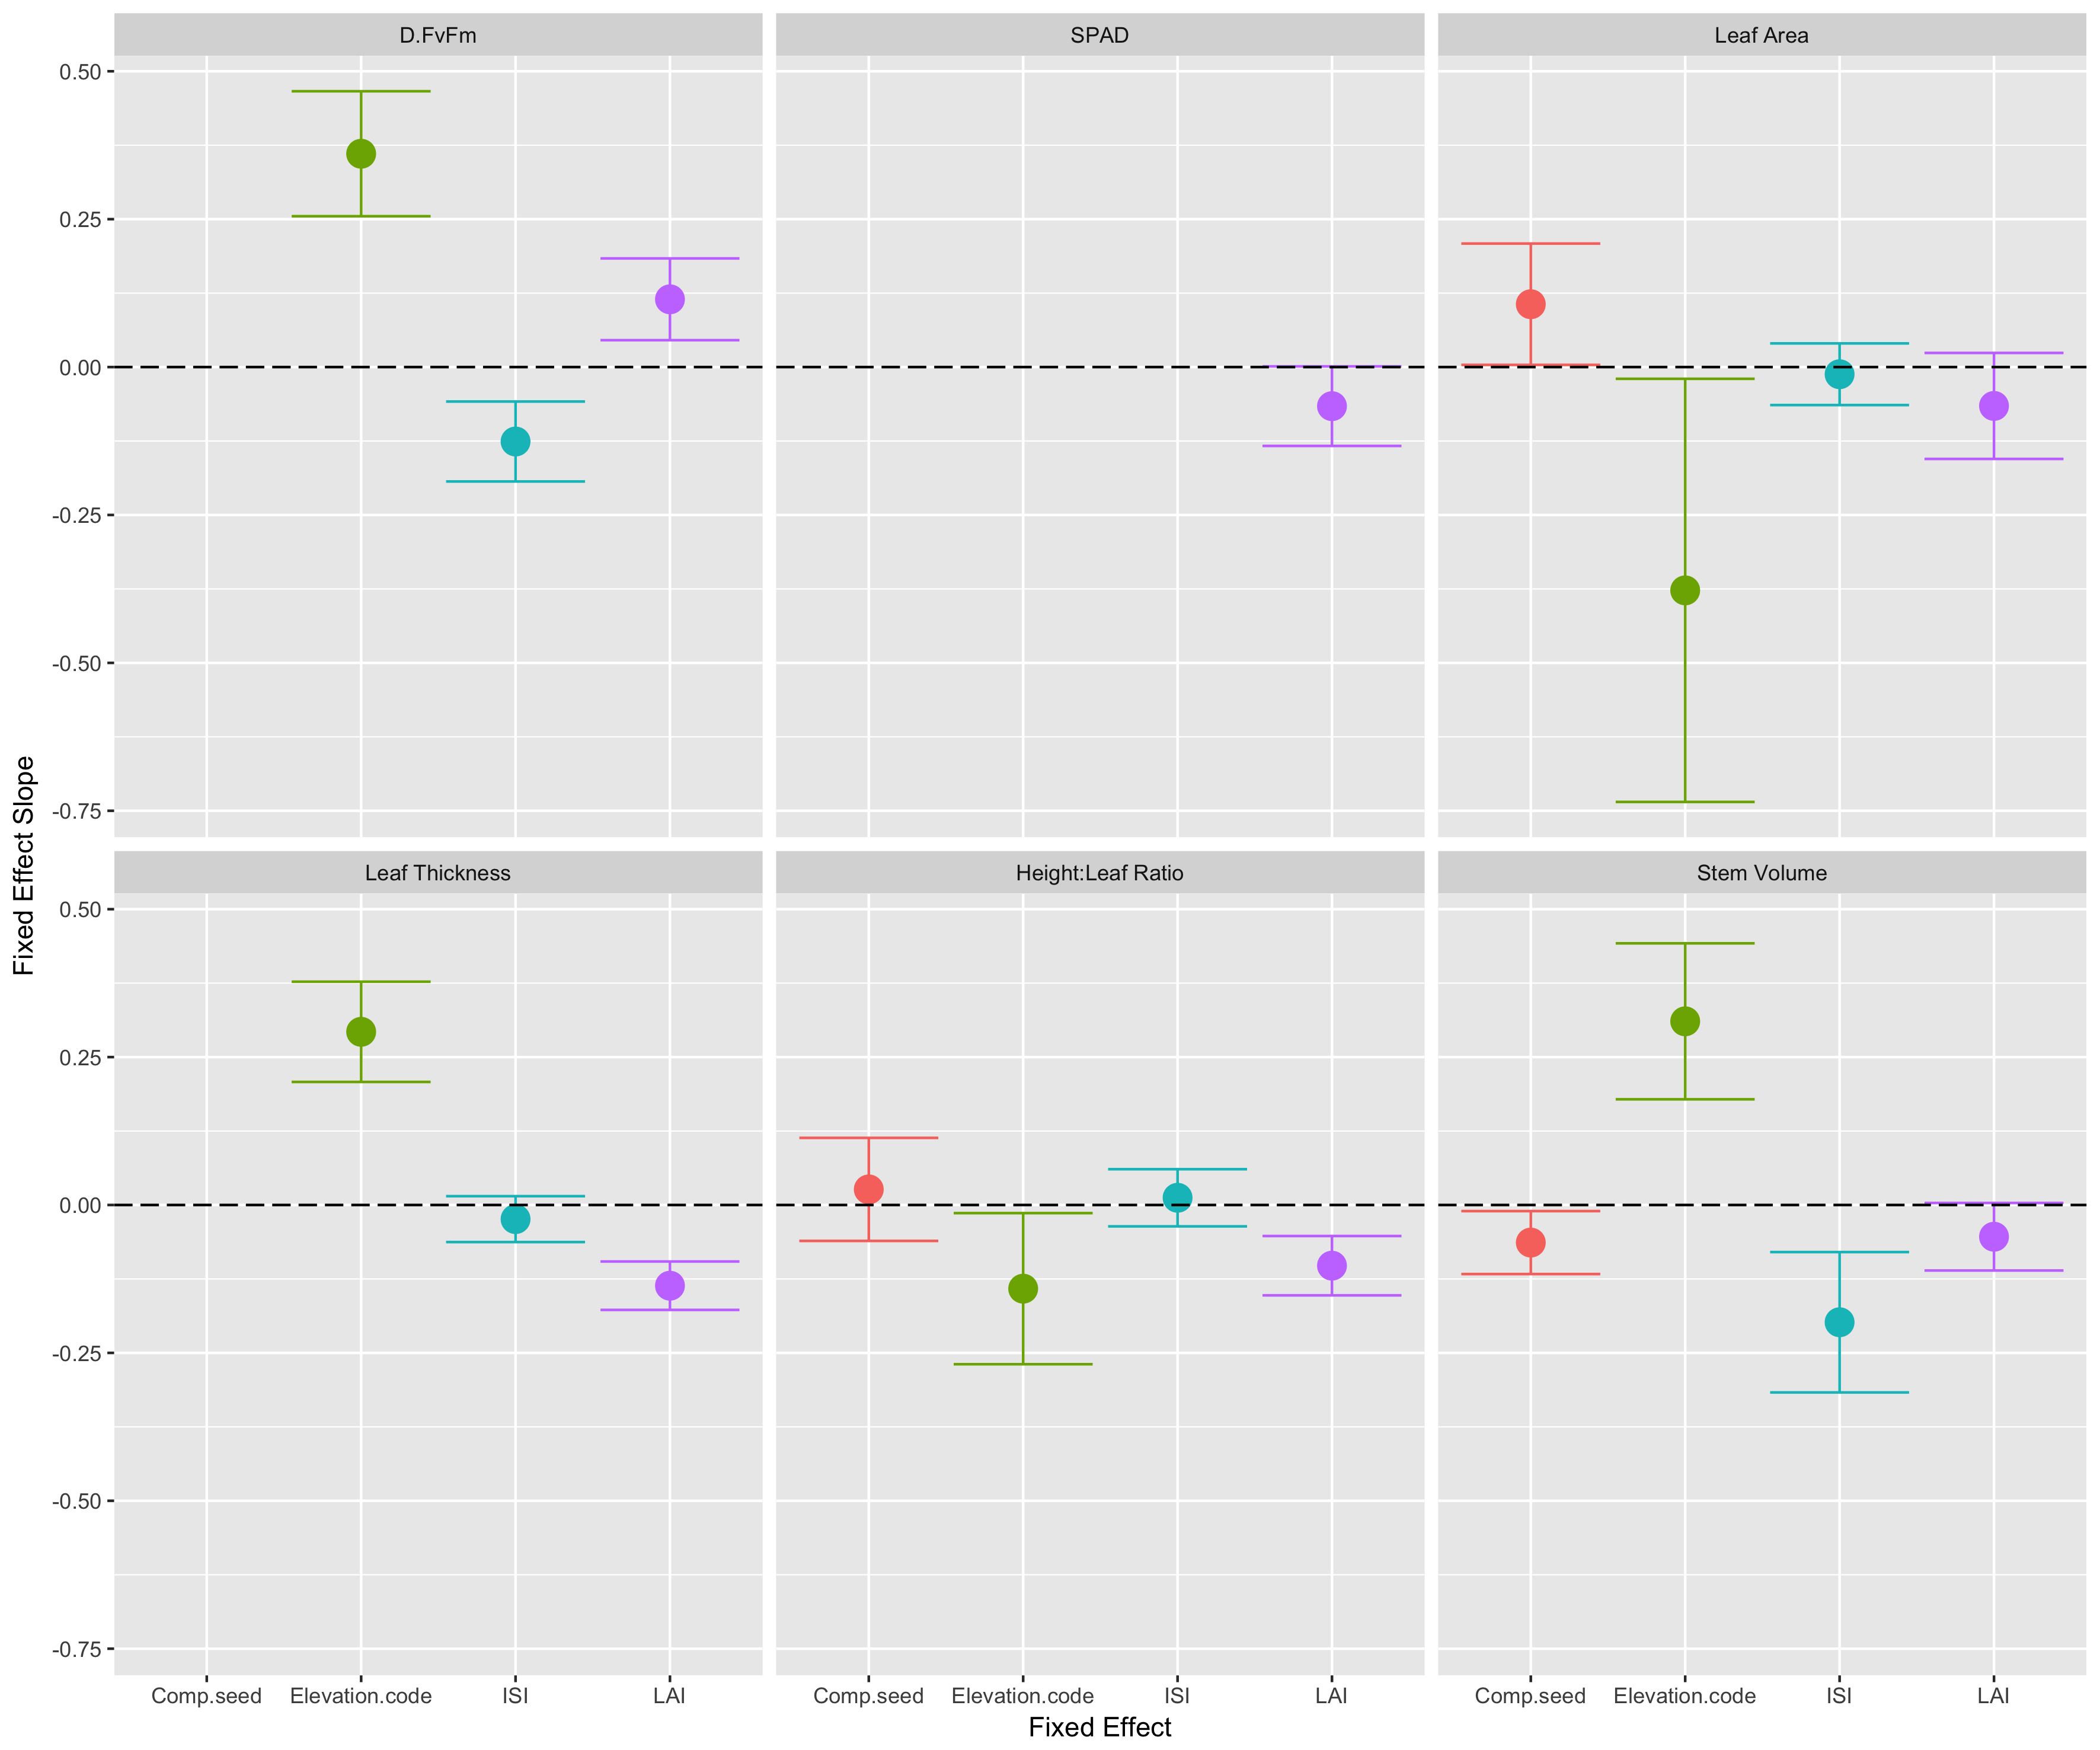 D.FvFm SPAD Leaf Area
0.50
0.25
0.00
-0.25
-0.50
-0.75
Fixed Effect Slope
Leaf Thickness Height:Leaf Ratio Stem Volume
0.50
0.25
0.00
-0.25
-0.50
-0.75
Comp.seed Elevation.code ISI LAI Comp.seed Elevation.code ISI LAI Comp.seed Elevation.code ISI LAI
Fixed Effect